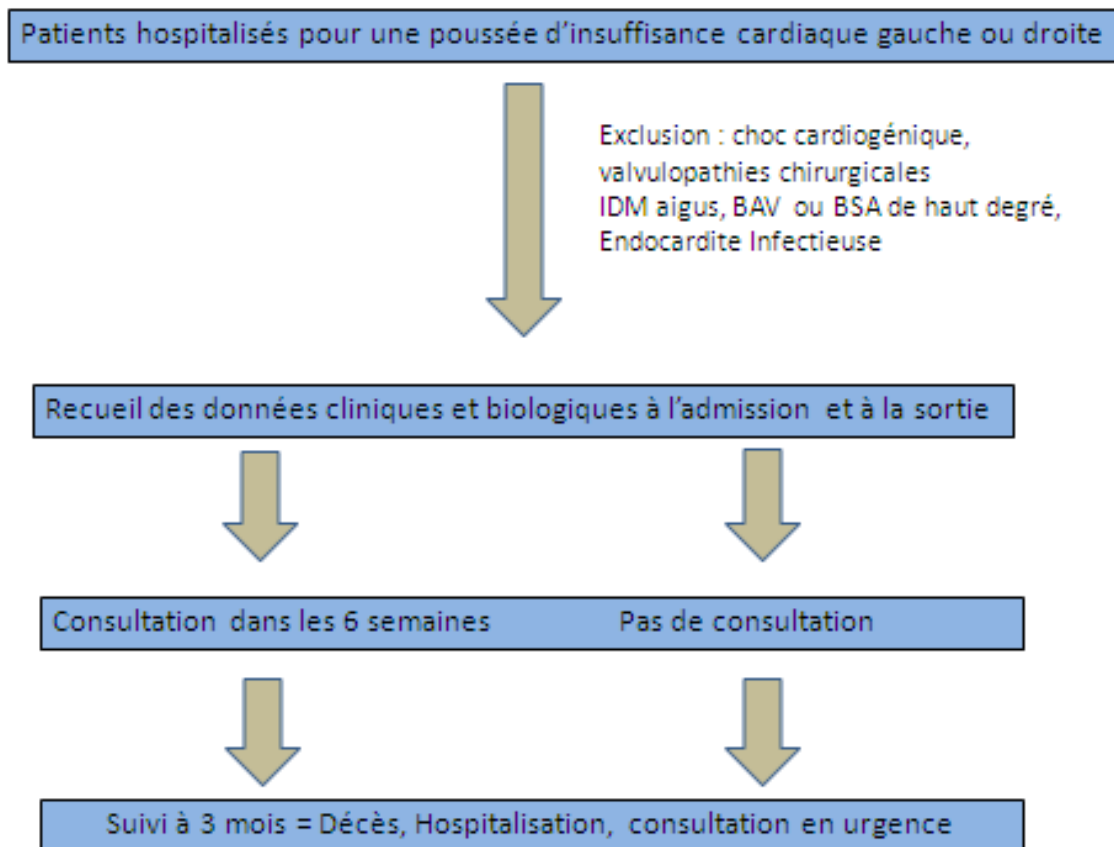 Patients hospitalisés pour une poussée d'insuffisance cardiaque gauche ou droite
Exclusion : choc cardiogénique,
valvulopathies chirurgicales
IDM aigus, BAV ou BSA de haut degré,
Endocardite Infectieuse
Recueil des données cliniques et biologiques à l'admission et à la sortie
Consultation dans les 6 semaines Pas de consultation
Suivi à 3 mois = Décès, Hospitalisation, consultation en urgence